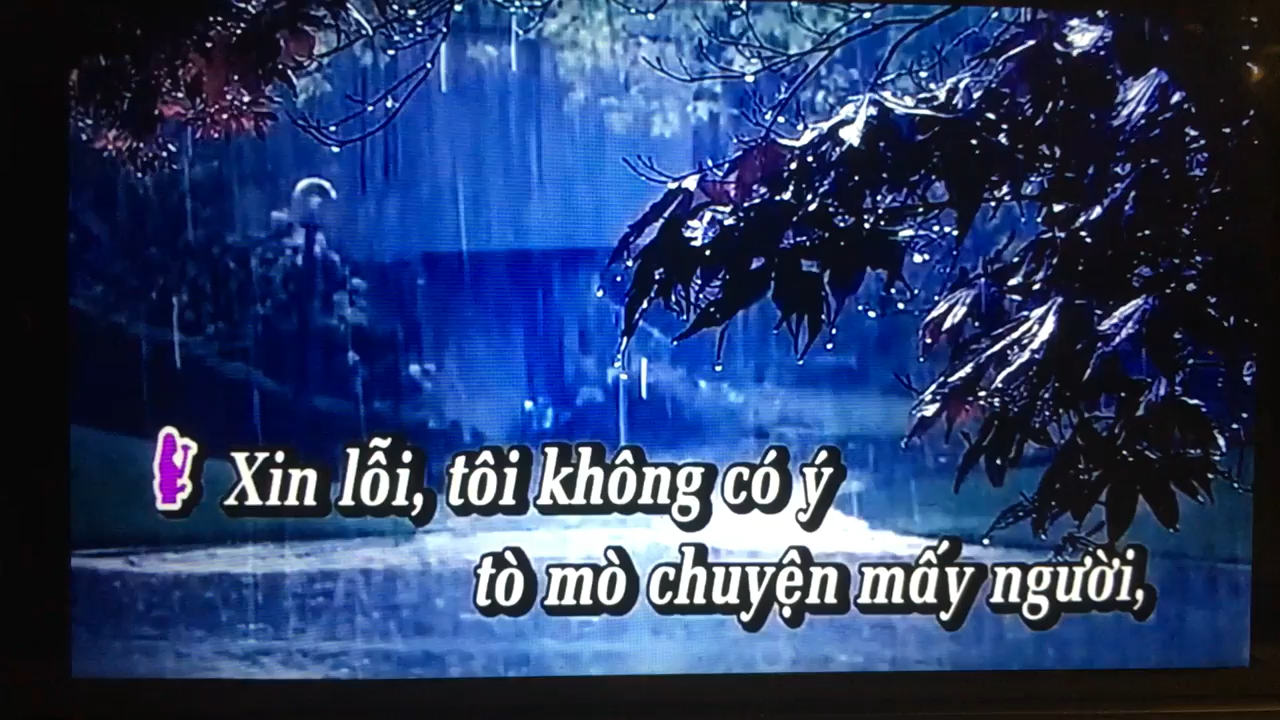 Xin lỗi, tôi không có ý
tò mò chuyện mấy người,